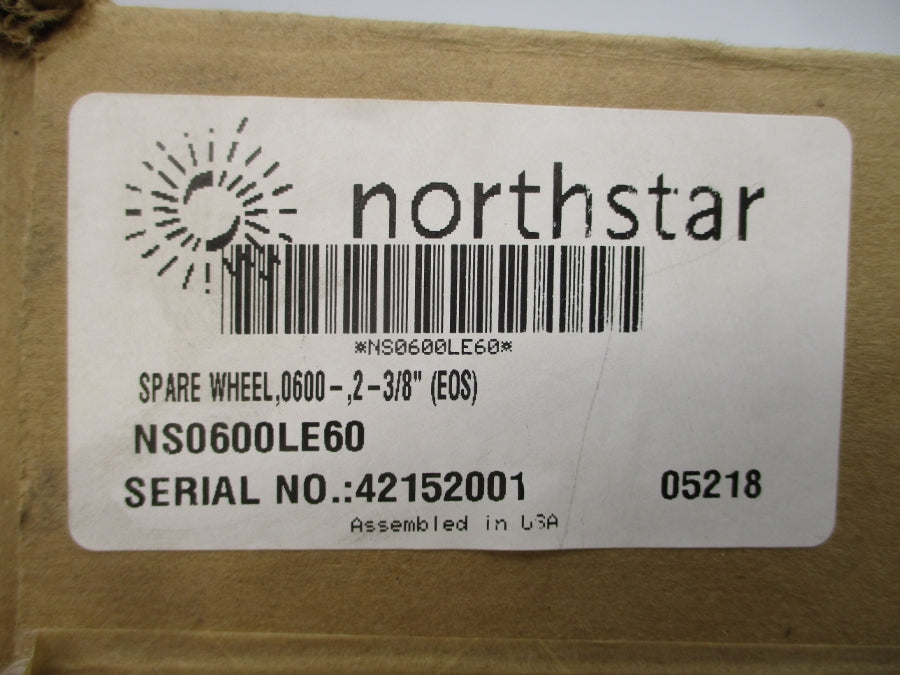 northstar
*NS0600LE60*
SPARE WHEEL,0600-,2-3/8" (EOS)
NS0600LE60
SERIAL NO.:42152001 05218
Assembled in USA